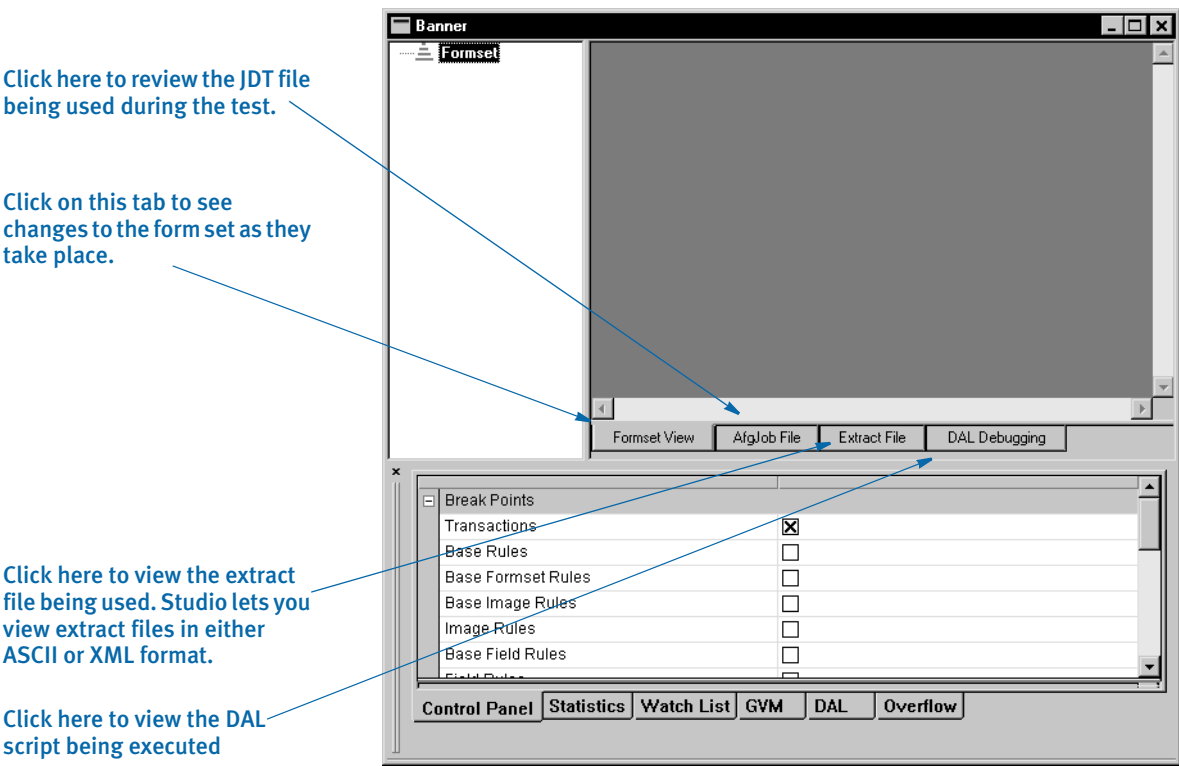 Banner
Formset
Click here to review the JDT file
being used during the test.
Click on this tab to see
changes to the form set as they
take place.
Formset View
AfgJob File
Extract File
DAL Debugging
Break Points
Transactions
Base Rules
Base Formset Rules
Base Image Rules
Image Rules
Base Field Rules
Field Rules
Click here to view the extract
file being used. Studio lets you
view extract files in either
ASCII or XML format.
Control Panel
Statistics
Watch List
GVM
DAL
Overflow
Click here to view the DAL
script being executed